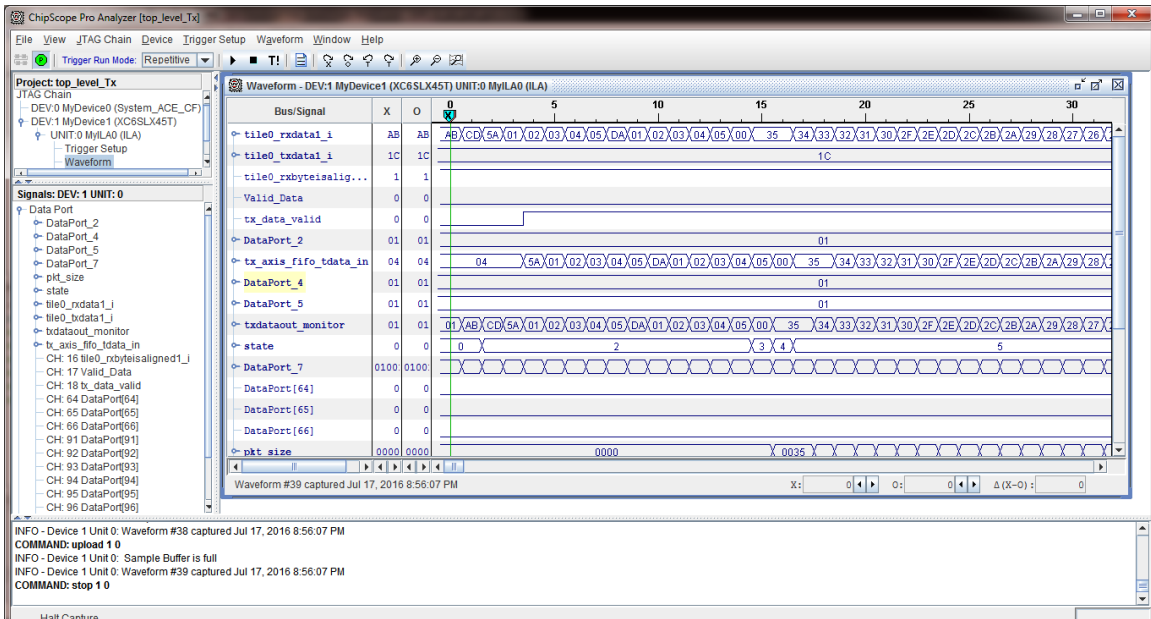 ChipScope Pro Analyzer [top_level_Tx]
File View JTAG Chain Device Trigger Setup Waveform Window Help
Trigger Run Mode: Repetitive T!
Project: top_level_Tx
JTAG Chain
DEV:0 MyDevice0 (System_ACE_CF)
DEV:1 MyDevice1 (XC6SLX45T)
UNIT:0 MyILA0 (ILA)
Trigger Setup
Waveform
Signals: DEV: 1 UNIT: 0
Data Port
DataPort_2
DataPort_4
DataPort_5
DataPort_7
pkt_size
state
tile0_rxdata1_i
tile0_txdata1_i
txdataout_monitor
tx_axis_fifo_tdata_in
CH: 16 tile0_rxbyteisaligned1_i
CH: 17 Valid_Data
CH: 18 tx_data_valid
CH: 64 DataPort[64]
CH: 65 DataPort[65]
CH: 66 DataPort[66]
CH: 91 DataPort[91]
CH: 92 DataPort[92]
CH: 93 DataPort[93]
CH: 94 DataPort[94]
CH: 95 DataPort[95]
CH: 96 DataPort[96]
Waveform - DEV:1 MyDevice1 (XC6SLX45T) UNIT:0 MyILA0 (ILA)
Bus/Signal X O 0 5 10 15 20 25 30
tile0_rxdata1_i AB AB AB CD 5A 01 02 03 04 05 DA 01 02 03 04 05 00 35 34 33 32 31 30 2F 2E 2D 2C 2B 2A 29 28 27 26
tile0_txdata1_i 1C 1C 1C
tile0_rxbyteisalig... 1 1
Valid_Data 0 0
tx_data_valid 0 0
DataPort_2 01 01 01
tx_axis_fifo_tdata_in 04 04 04 5A 01 02 03 04 05 DA 01 02 03 04 05 00 35 34 33 32 31 30 2F 2E 2D 2C 2B 2A 29 28
DataPort_4 01 01 01
DataPort_5 01 01 01
txdataout_monitor 01 01 01 AB CD 5A 01 02 03 04 05 DA 01 02 03 04 05 00 35 34 33 32 31 30 2F 2E 2D 2C 2B 2A 29 28 27
state 0 0 0 2 3 4 5
DataPort_7 0100 0100
DataPort[64] 0 0
DataPort[65] 0 0
DataPort[66] 0 0
pkt_size 0000 0000 0000 0035
Waveform #39 captured Jul 17, 2016 8:56:07 PM X: 0 O: 0 Δ(X-O): 0
INFO - Device 1 Unit 0: Waveform #38 captured Jul 17, 2016 8:56:07 PM
COMMAND: upload 1 0
INFO - Device 1 Unit 0: Sample Buffer is full
INFO - Device 1 Unit 0: Waveform #39 captured Jul 17, 2016 8:56:07 PM
COMMAND: stop 1 0
Halt Capture